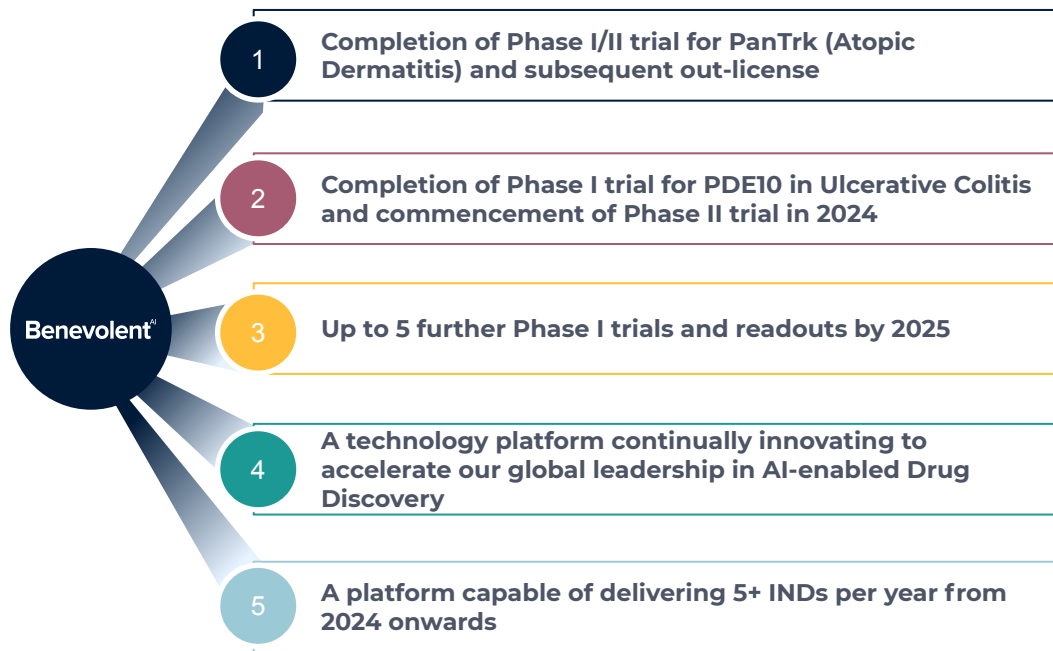 1
Completion of Phase I/II trial for PanTrk (Atopic
Dermatitis) and subsequent out-license
2
Completion of Phase I trial for PDE10 in Ulcerative Colitis
and commencement of Phase II trial in 2024
Benevolent AI
3
Up to 5 further Phase I trials and readouts by 2025
4
A technology platform continually innovating to
accelerate our global leadership in AI-enabled Drug
Discovery
5
A platform capable of delivering 5+ INDs per year from
2024 onwards